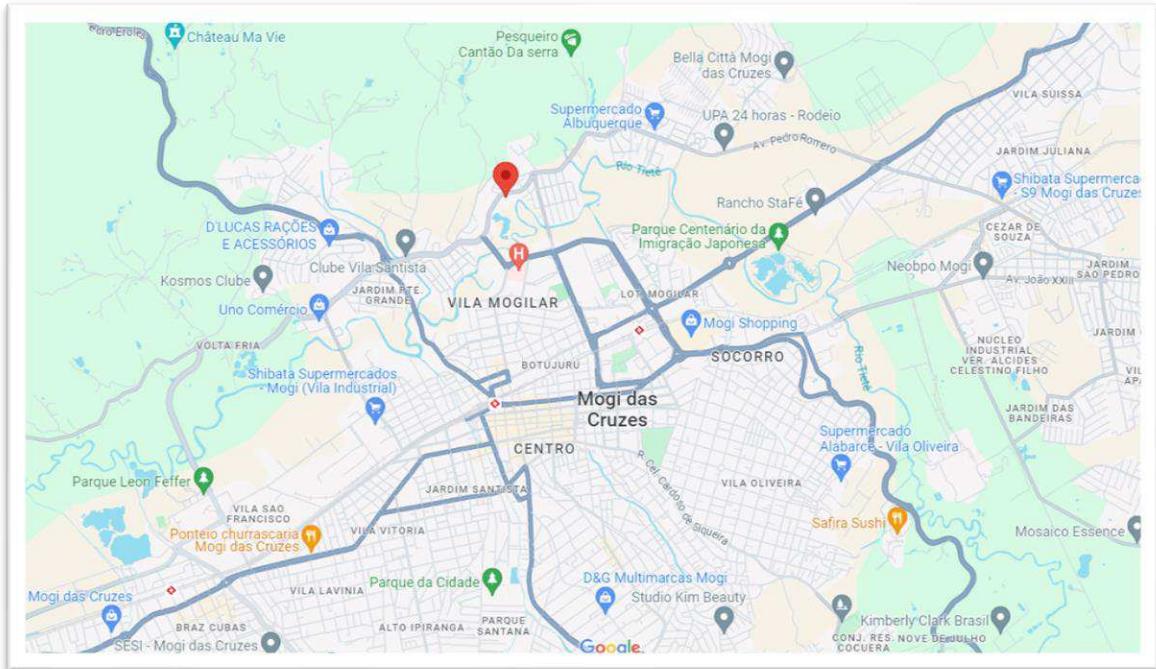 Château Ma Vie
Pesqueiro
Cantão Da serra
Bella Città Mogi
das Cruzes
VILA SUISSA
Supermercado
Albuquerque
UPA 24 horas - Rodeio
Av. Pedro Romero
JARDIM JULIANA
Rio Tietê
Shibata Supermerca
- S9 Mogi das Cruze
Rancho StaFé
D'LUCAS RAÇÕES
E ACESSÓRIOS
Parque Centenário da
Imigração Japonesa
CEZAR DE
SOUZA
Clube Vila Santista
Kosmos Clube
Neobpo Mogi
JARDIM
SAO PEDRO
Av. João XXIII
JARDIM FTE.
GRANDE
H
VILA MOGILAR
LOT. MOGILAR
Uno Comércio
Mogi Shopping
JARDIM
VOLTA FRIA
SOCORRO
NÚCLEO
INDUSTRIAL
VER. ALCIDES
CELESTINO FILHO
Rio Tietê
BOTUJURU
Shibata Supermercados
- Mogi (Vila Industrial)
Mogi das
Cruzes
JARDIM DAS
BANDEIRAS
CENTRO
Supermercado
Alabarce - Vila Oliveira
R. Cel. Cardoso de Siqueira
Parque Leon Feffer
JARDIM SANTISTA
VILA OLIVEIRA
VILA SAO
FRANCISCO
VILA VITORIA
Safira Sushi
Mosaico Essence
Ponteio churrascaria
Mogi das Cruzes
Parque da Cidade
D&G Multimarcas Mogi
Mogi das Cruzes
VILA LAVINIA
Studio Kim Beauty
Kimberly Clark Brasil
BRAZ CUBAS
ALTO IPIRANGA
PARQUE
SANTANA
CONJ. RES. NOVE DE JULHO
COCUERA
SESI - Mogi das Cruzes
Google